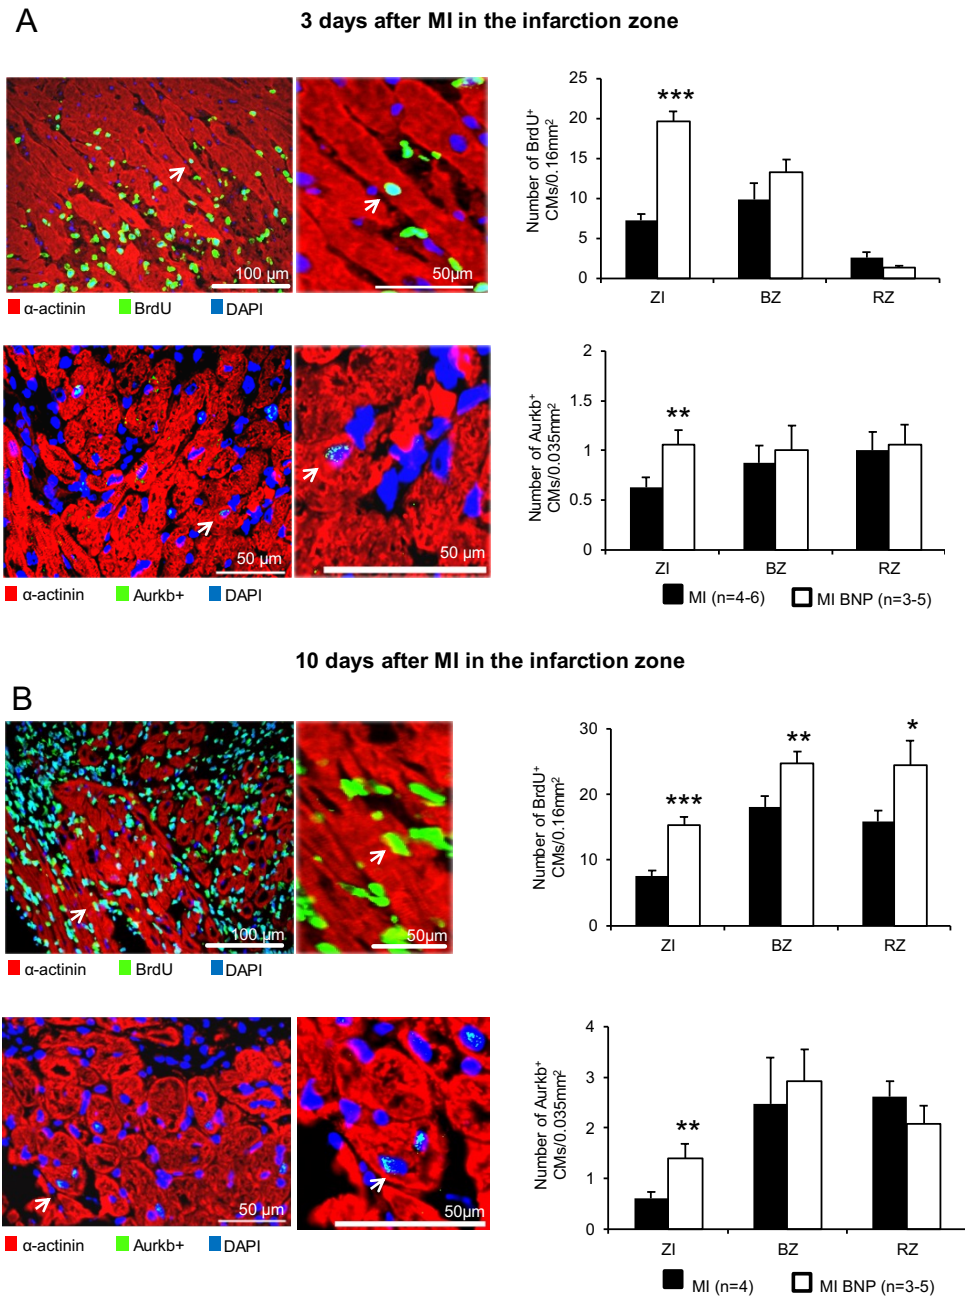 A
3 days after MI in the infarction zone
100 µm
50µm
α-actinin BrdU DAPI
Number of BrdU⁺
CMs/0.16mm²
25
20
15
10
5
0
***
ZI BZ RZ
50 µm
50 µm
α-actinin Aurkb+ DAPI
Number of Aurkb⁺
CMs/0.035mm²
2
1.5
1
0.5
0
**
ZI BZ RZ
MI (n=4-6) MI BNP (n=3-5)
10 days after MI in the infarction zone
B
100 µm
50µm
α-actinin BrdU DAPI
Number of BrdU⁺
CMs/0.16mm²
30
20
10
0
*** ** *
ZI BZ RZ
50 µm
50µm
α-actinin Aurkb+ DAPI
Number of Aurkb⁺
CMs/0.035mm²
4
3
2
1
0
**
ZI BZ RZ
MI (n=4) MI BNP (n=3-5)